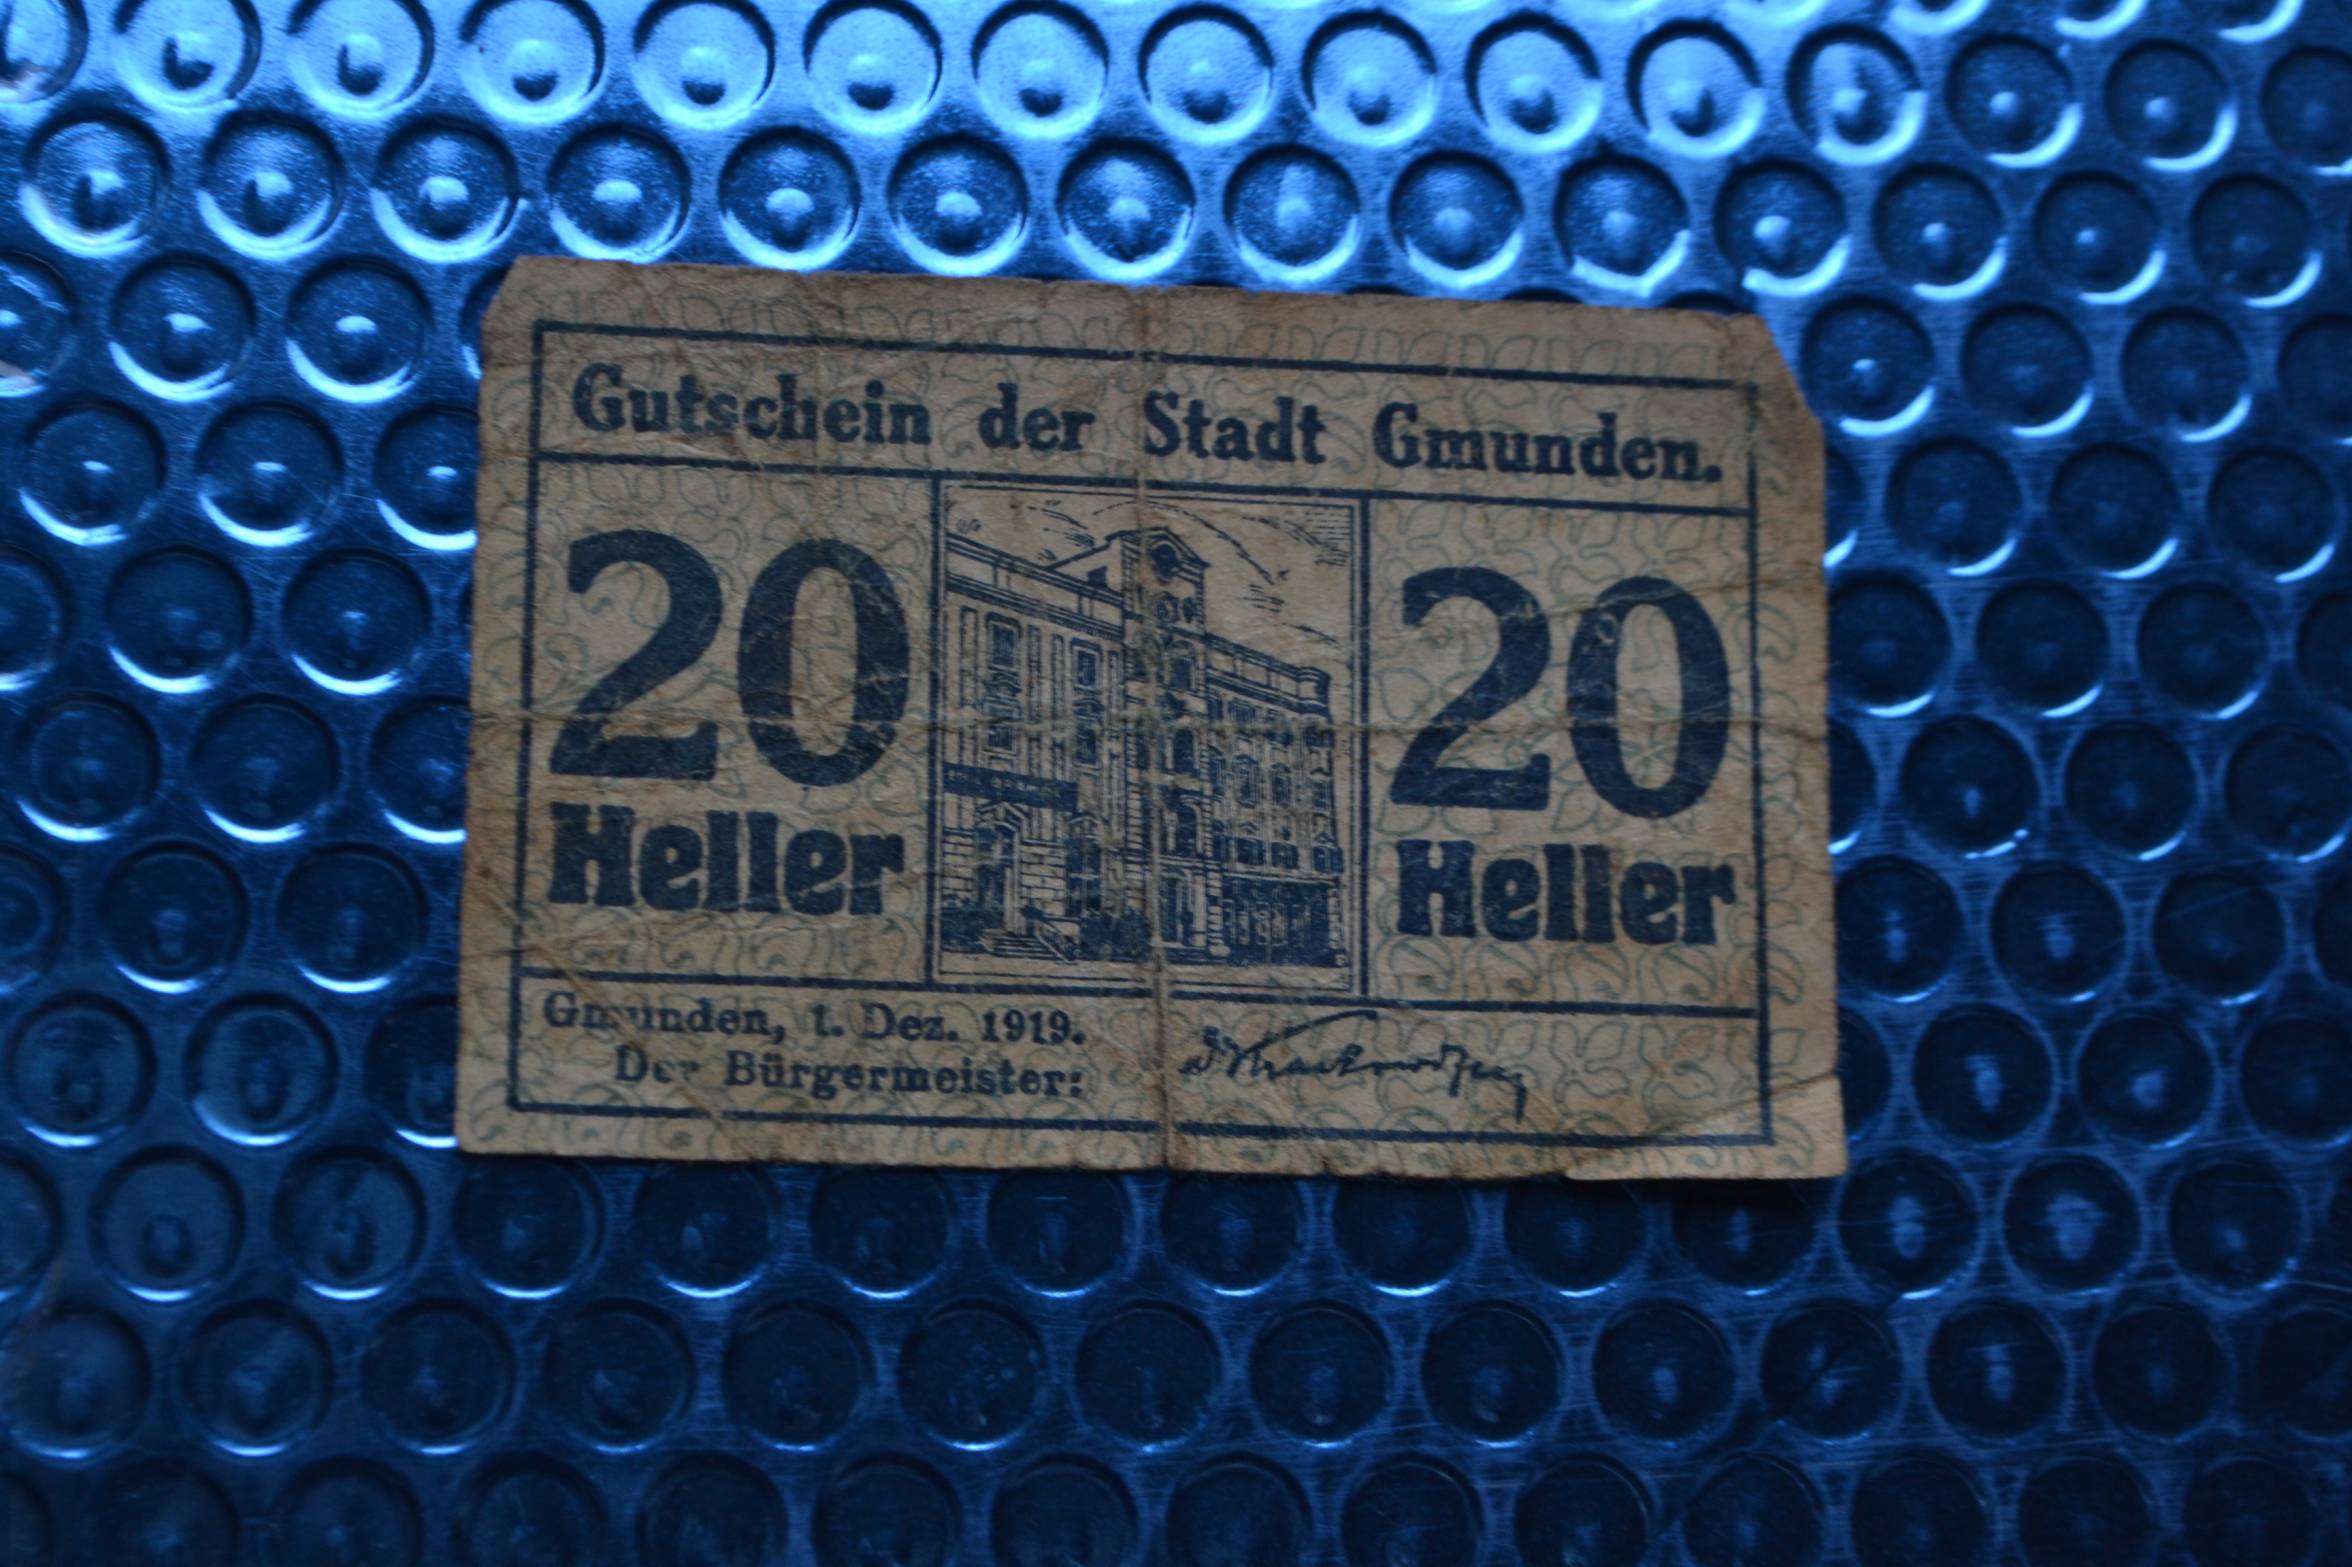 Gutschein der Stadt Gmunden.
20 20
Heller Heller
Gmunden, 1. Dez. 1919.
Der Bürgermeister: